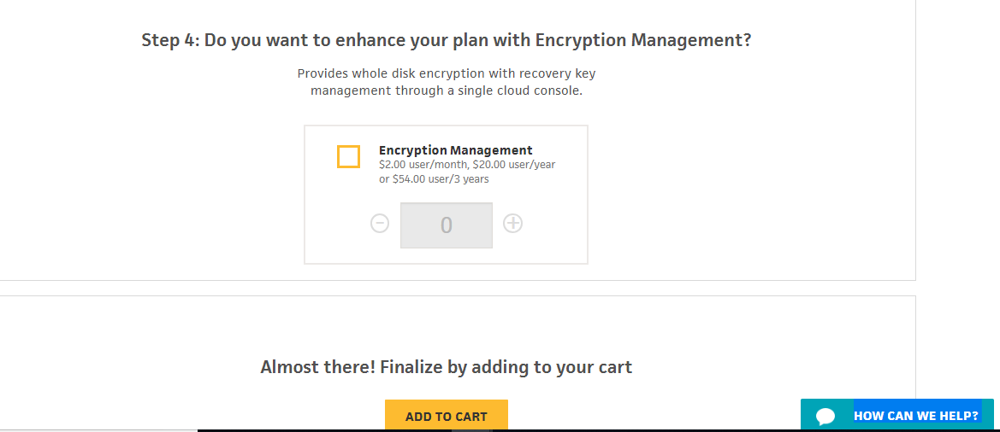 Step 4: Do you want to enhance your plan with Encryption Management?
Provides whole disk encryption with recovery key
management through a single cloud console.
Encryption Management
$2.00 user/month, $20.00 user/year
or $54.00 user/3 years
0
Almost there! Finalize by adding to your cart
ADD TO CART
HOW CAN WE HELP?